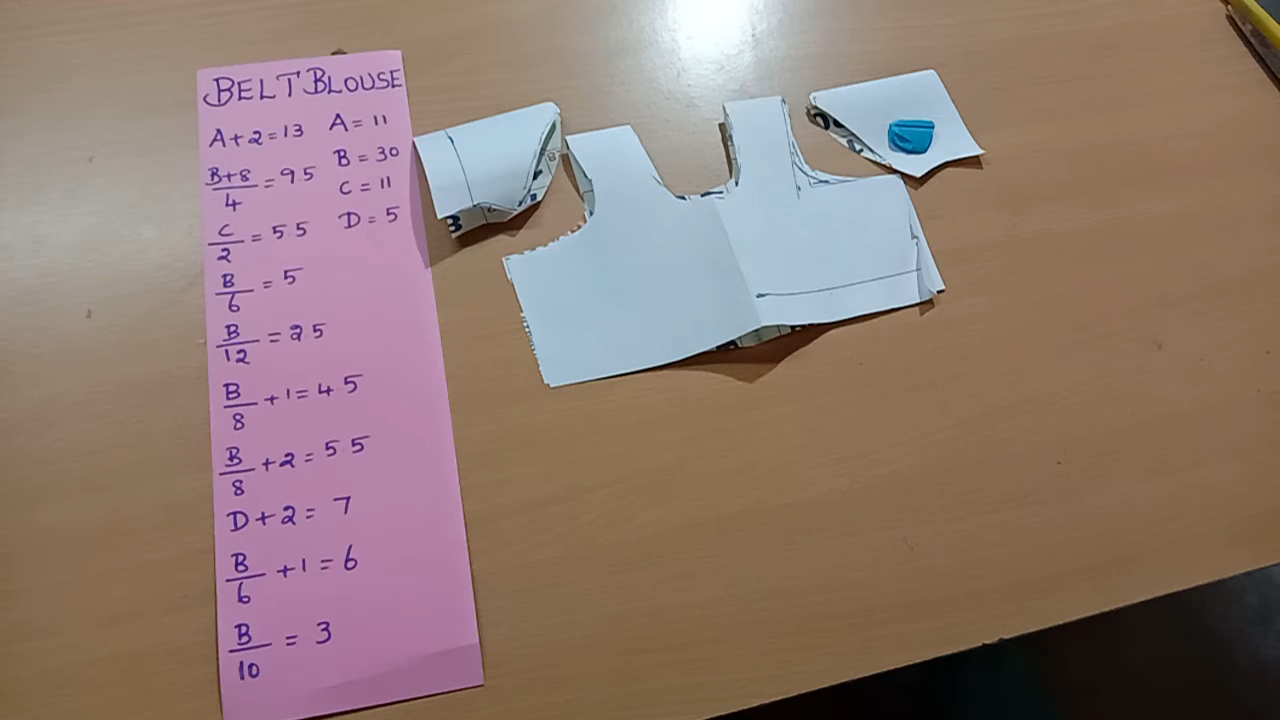 BELT BLOUSE
A+2=13 A=11
B+8/4 = 9.5 B=30
C/2 = 5.5 C=11
B/6 = 5 D=5
B/12 = 2.5
B/8 +1=4.5
B/8 +2=5.5
D+2=7
B/6 +1=6
B/10 = 3